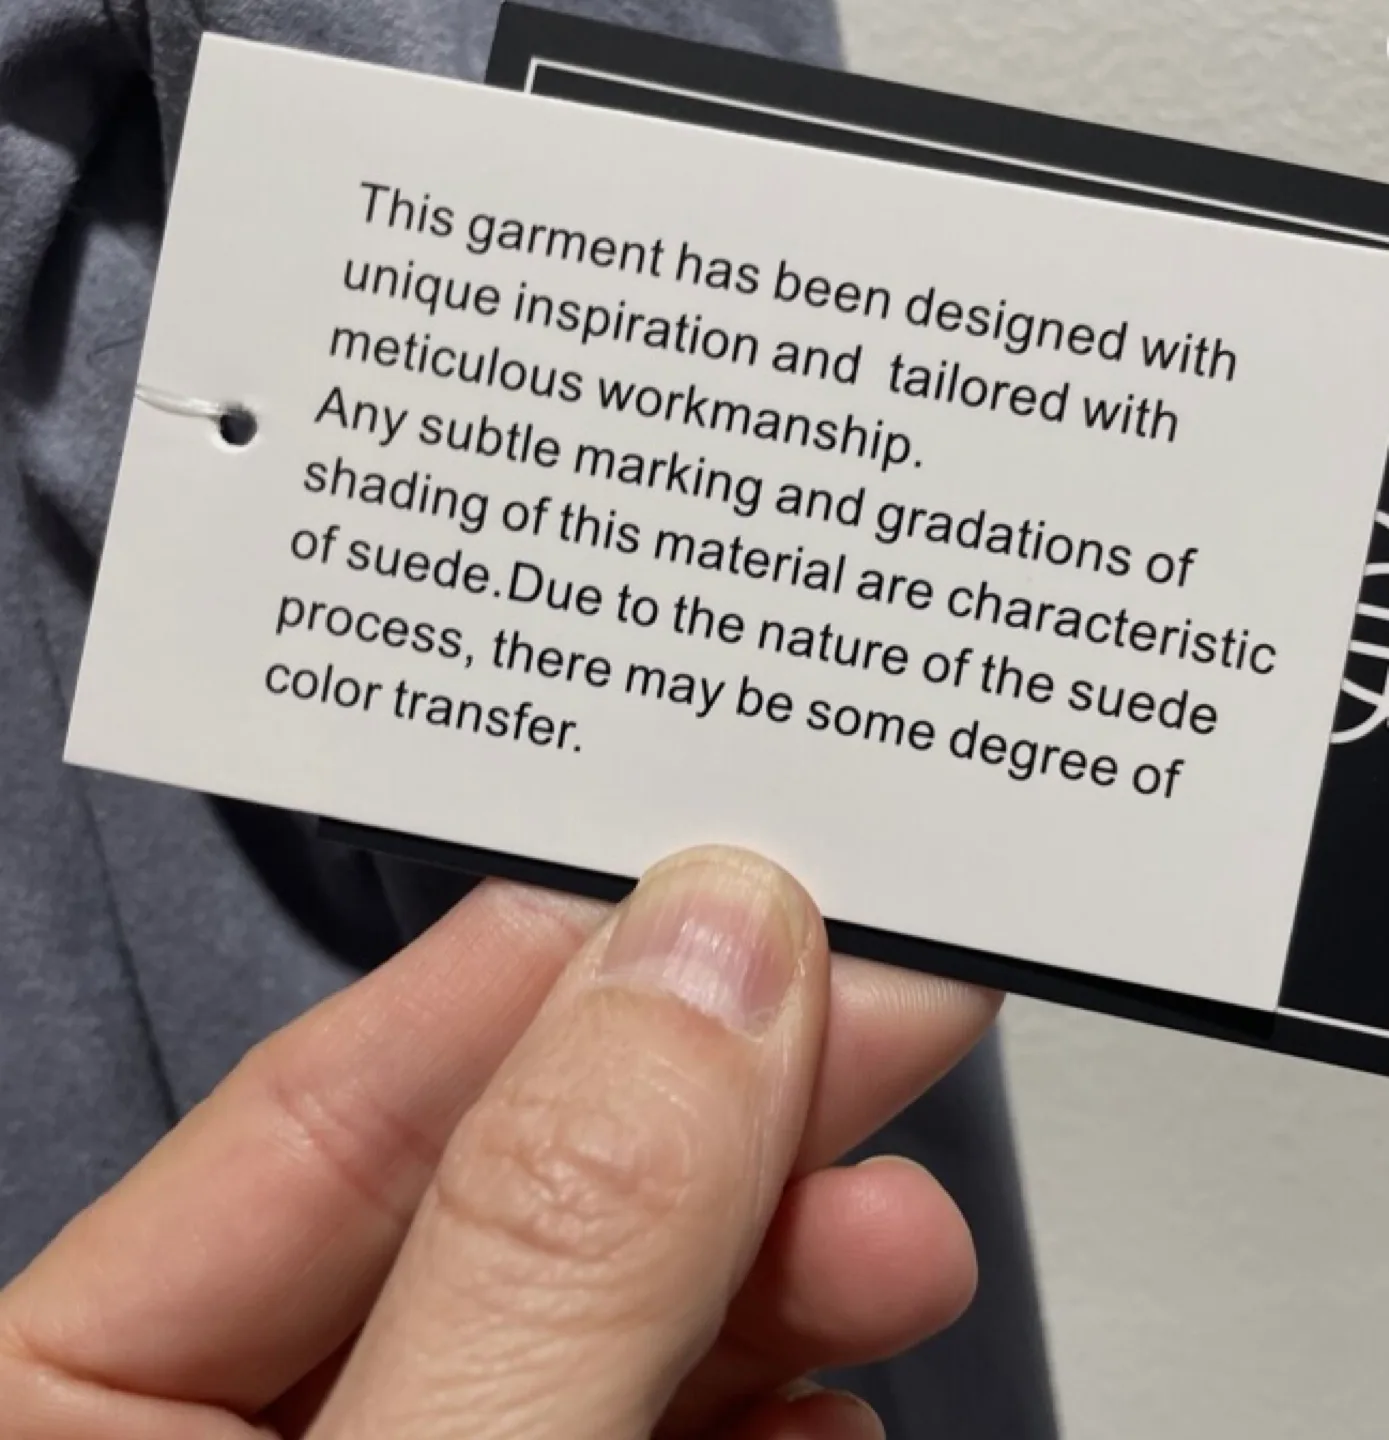 This garment has been designed with
unique inspiration and  tailored with
meticulous workmanship.
Any subtle marking and gradations of
shading of this material are characteristic
of suede.Due to the nature of the suede
process, there may be some degree of
color transfer.